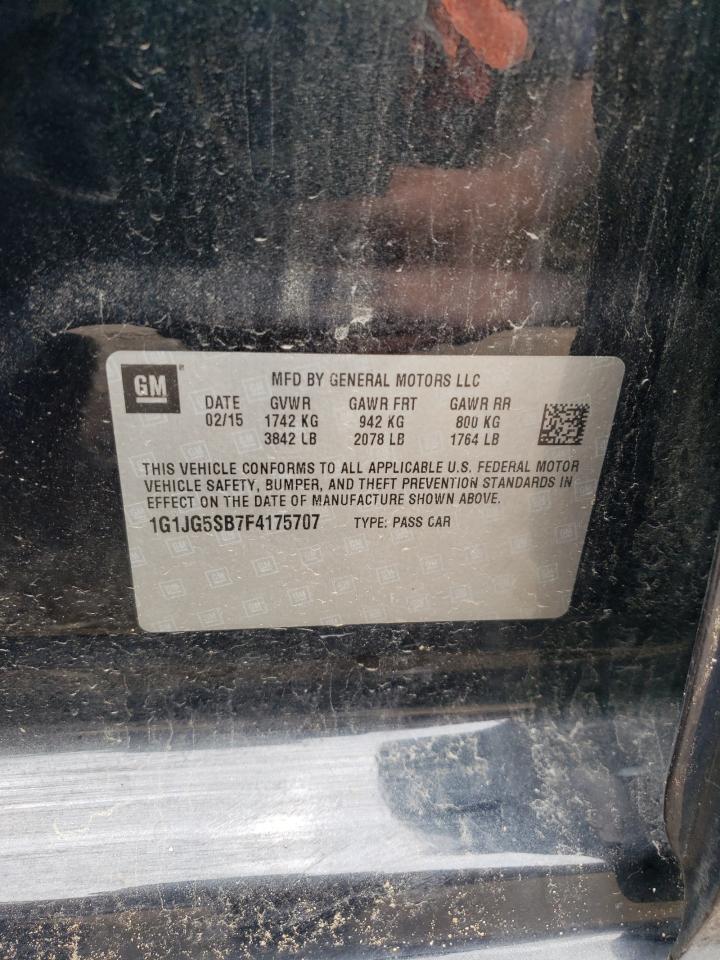 GM
MFD BY GENERAL MOTORS LLC
DATE GVWR GAWR FRT GAWR RR
02/15 1742 KG 942 KG 800 KG
3842 LB 2078 LB 1764 LB
THIS VEHICLE CONFORMS TO ALL APPLICABLE U.S. FEDERAL MOTOR
VEHICLE SAFETY, BUMPER, AND THEFT PREVENTION STANDARDS IN
EFFECT ON THE DATE OF MANUFACTURE SHOWN ABOVE.
1G1JG5SB7F4175707 TYPE: PASS CAR